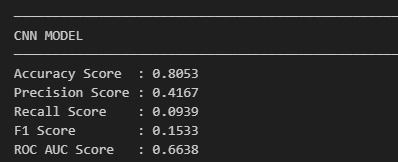 CNN MODEL
Accuracy Score : 0.8053
Precision Score : 0.4167
Recall Score : 0.0939
F1 Score : 0.1533
ROC AUC Score : 0.6638